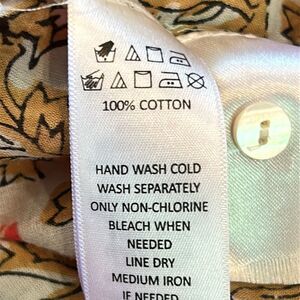 100% COTTON
HAND WASH COLD
WASH SEPARATELY
ONLY NON-CHLORINE
BLEACH WHEN
NEEDED
LINE DRY
MEDIUM IRON
IF NEEDED